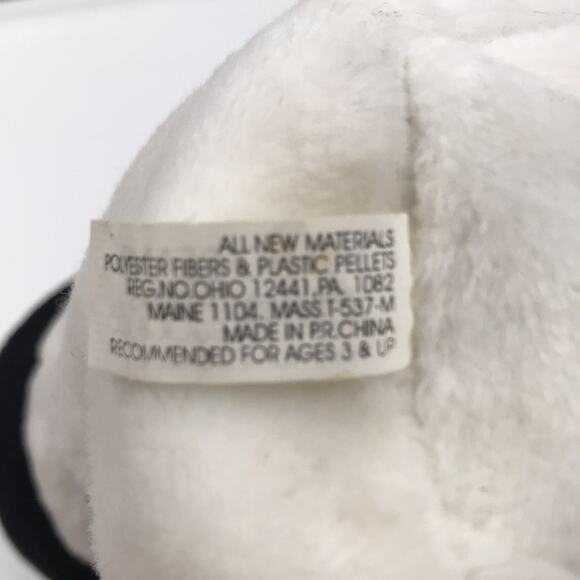 ALL NEW MATERIALS
POLYESTER FIBERS & PLASTIC PELLETS
REG.NO.OHIO 12441,PA. 1082
MAINE 1104. MASS T-537-M
MADE IN P.R.CHINA
RECOMMENDED FOR AGES 3 & UP